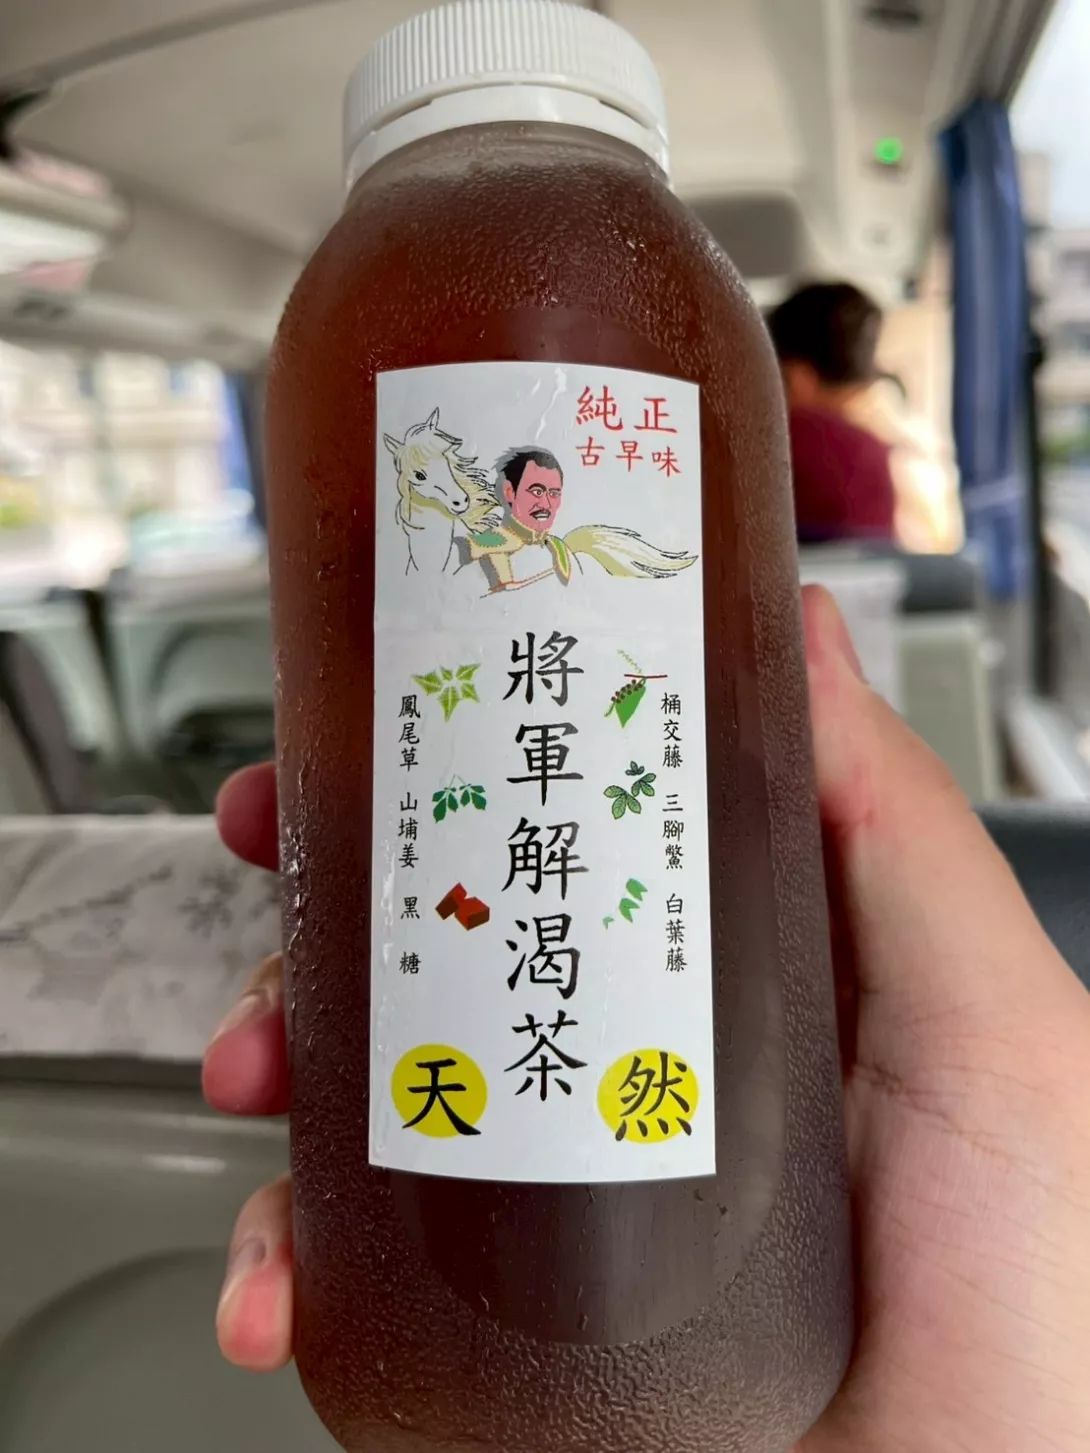 純正
古早味
將軍解渴茶
桶交藤 三腳鱉 白葉藤
鳳尾草 山埔姜 黑糖
天然